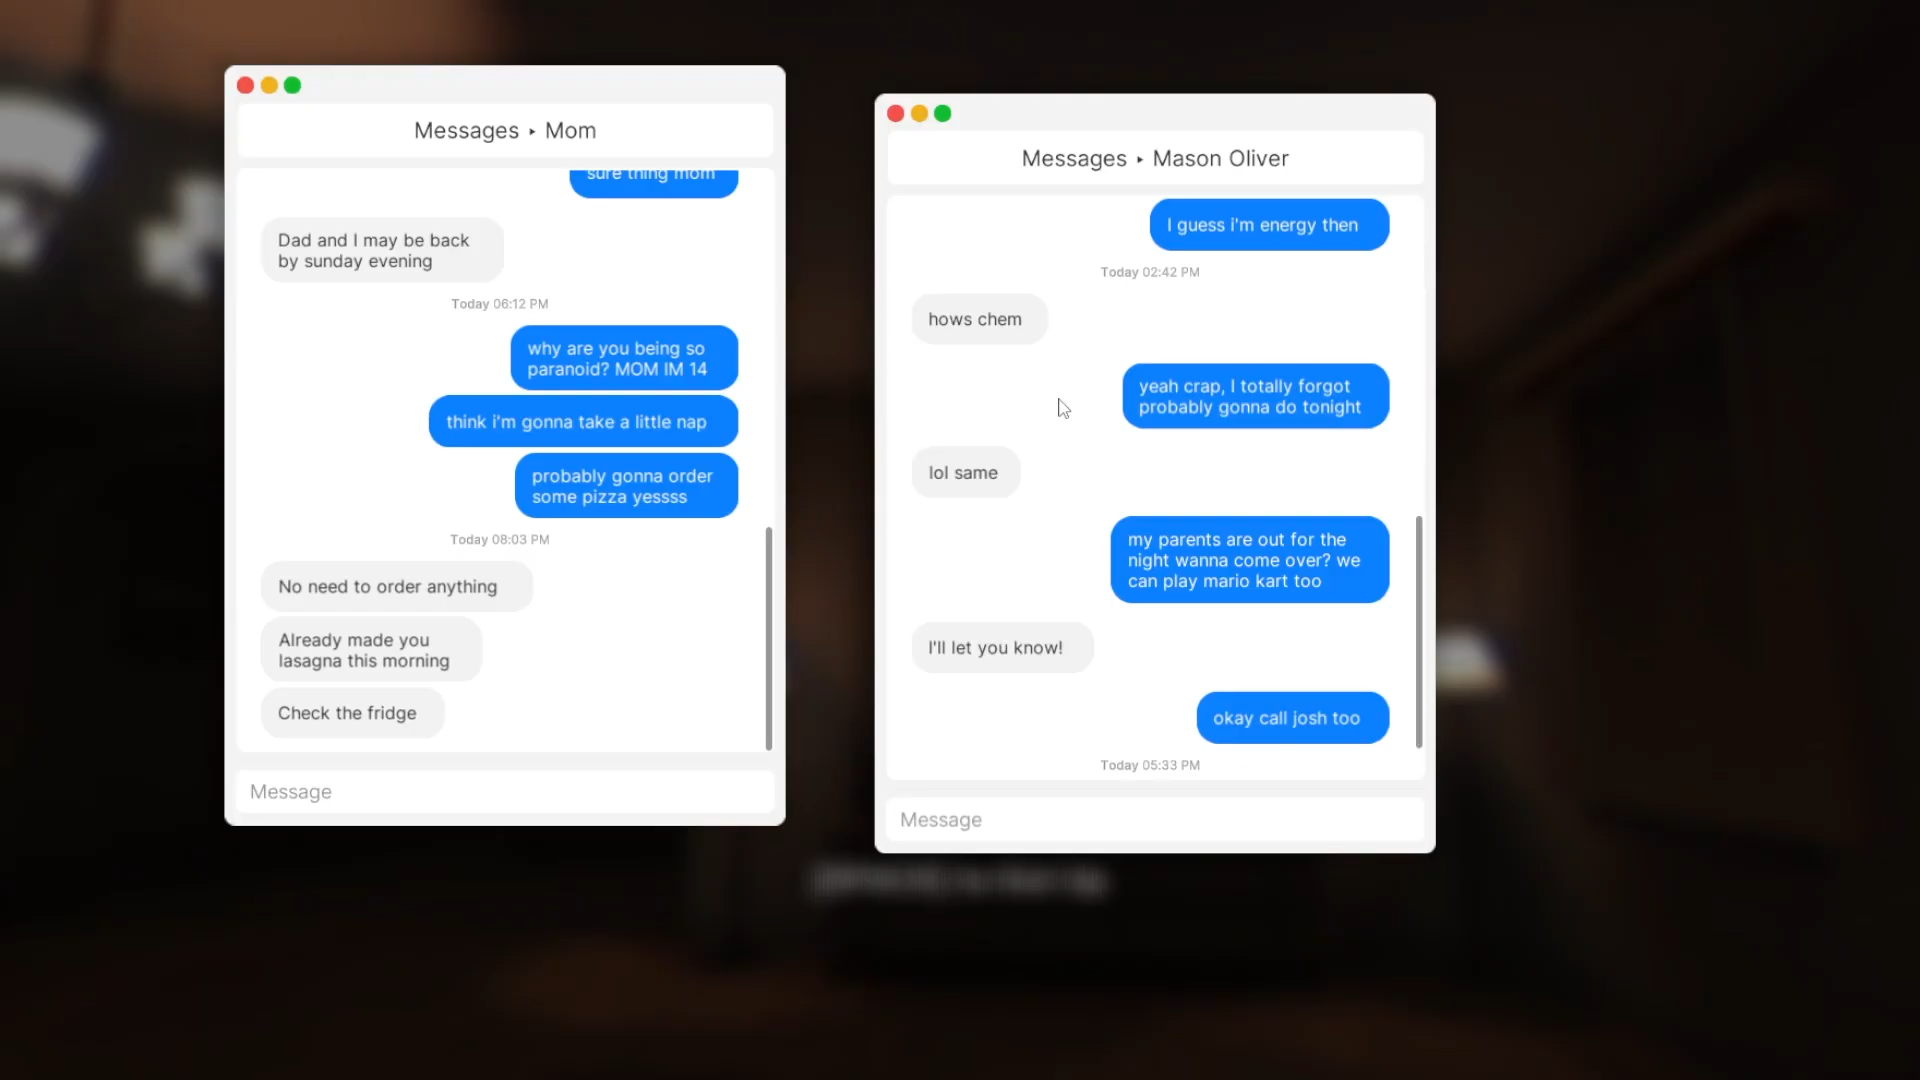 Messages ▸ Mom
sure thing mom
Dad and I may be back
by sunday evening
Today 06:12 PM
why are you being so
paranoid? MOM IM 14
think i'm gonna take a little nap
probably gonna order
some pizza yessss
Today 08:03 PM
No need to order anything
Already made you
lasagna this morning
Check the fridge
Message
Messages ▸ Mason Oliver
I guess i'm energy then
Today 02:42 PM
hows chem
yeah crap, I totally forgot
probably gonna do tonight
lol same
my parents are out for the
night wanna come over? we
can play mario kart too
I'll let you know!
okay call josh too
Today 05:33 PM
Message